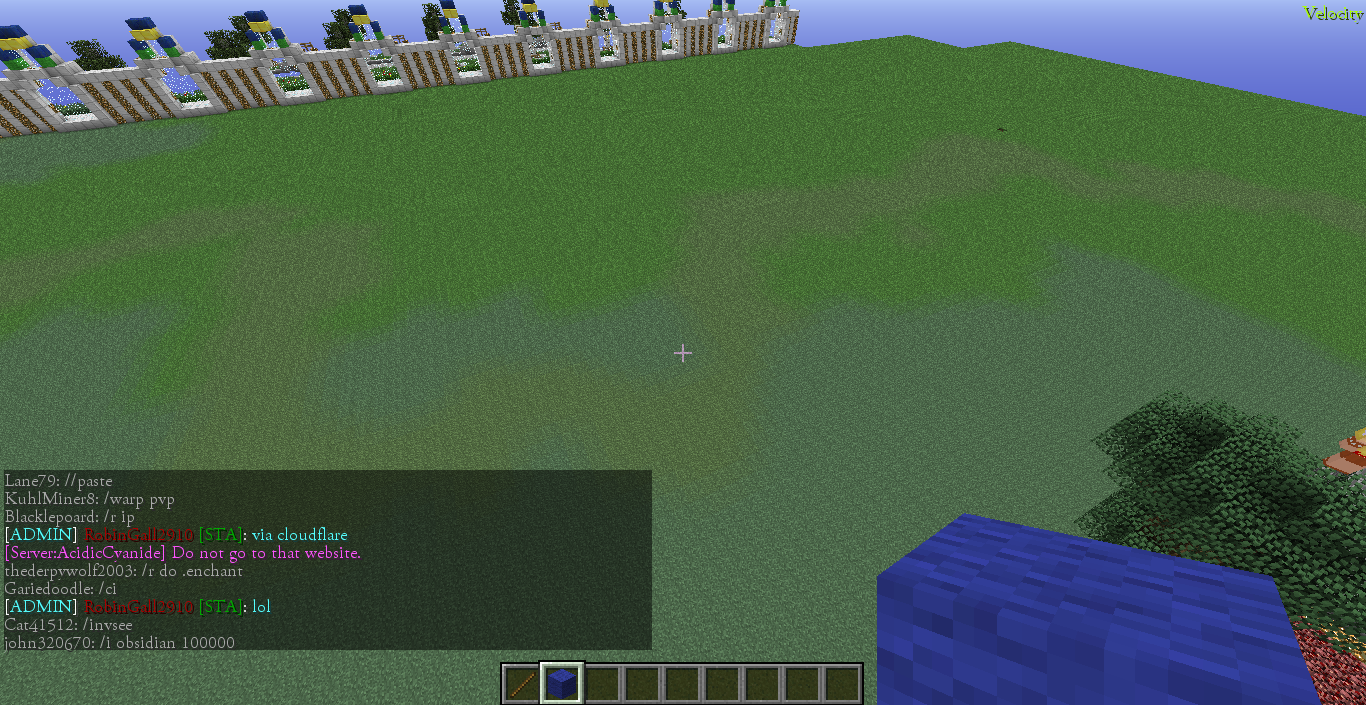 Velocity
Lane79: //paste
KuhlMiner8: /warp pvp
Blacklepoard: /r ip
[ADMIN] RobinGall2910 [STA]: via cloudflare
[Server:AcidicCyanide] Do not go to that website.
thederpywolf2003: /r do .enchant
Gariedoodle: /ci
[ADMIN] RobinGall2910 [STA]: lol
Cat41512: /invsee
john320670: /i obsidian 100000